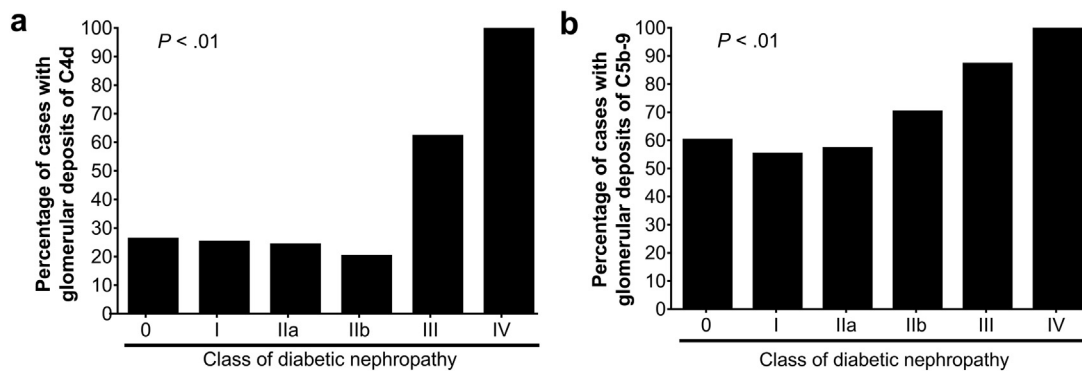 a
P < .01
Percentage of cases with
glomerular deposits of C4d
100
90
80
70
60
50
40
30
20
10
0
0 I IIa IIb III IV
Class of diabetic nephropathy
b
P < .01
Percentage of cases with
glomerular deposits of C5b-9
100
90
80
70
60
50
40
30
20
10
0
0 I IIa IIb III IV
Class of diabetic nephropathy